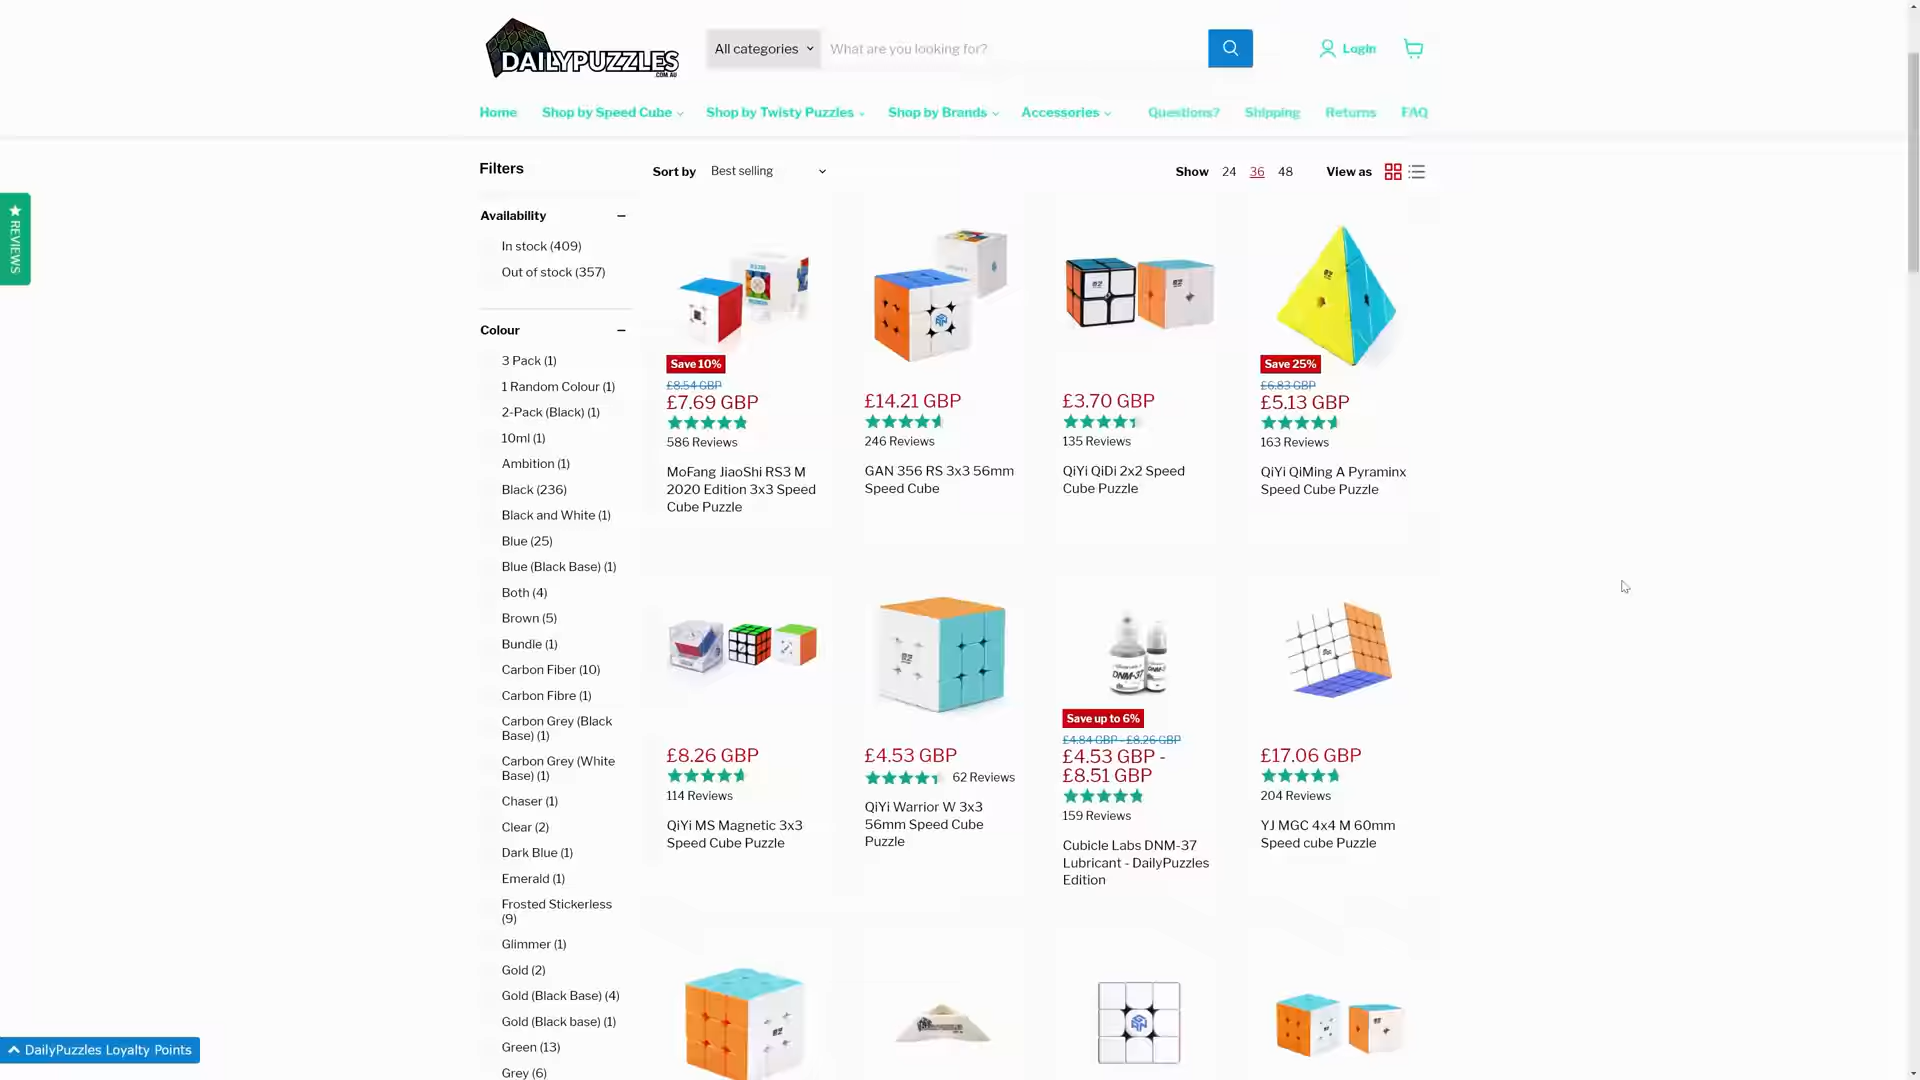 DAILYPUZZLES
.COM.AU
All categories
What are you looking for?
Login
Home
Shop by Speed Cube
Shop by Twisty Puzzles
Shop by Brands
Accessories
Questions?
Shipping
Returns
FAQ
Filters
Sort by Best selling
Show 24 36 48
View as
★ REVIEWS
Availability
In stock (409)
Out of stock (357)
Colour
3 Pack (1)
1 Random Colour (1)
2-Pack (Black) (1)
10ml (1)
Ambition (1)
Black (236)
Black and White (1)
Blue (25)
Blue (Black Base) (1)
Both (4)
Brown (5)
Bundle (1)
Carbon Fiber (10)
Carbon Fibre (1)
Carbon Grey (Black
Base) (1)
Carbon Grey (White
Base) (1)
Chaser (1)
Clear (2)
Dark Blue (1)
Emerald (1)
Frosted Stickerless
(9)
Glimmer (1)
Gold (2)
Gold (Black Base) (4)
Gold (Black base) (1)
Green (13)
Grey (6)
Save 10%
£8.54 GBP
£7.69 GBP
586 Reviews
MoFang JiaoShi RS3 M
2020 Edition 3x3 Speed
Cube Puzzle
£14.21 GBP
246 Reviews
GAN 356 RS 3x3 56mm
Speed Cube
£3.70 GBP
135 Reviews
QiYi QiDi 2x2 Speed
Cube Puzzle
Save 25%
£6.83 GBP
£5.13 GBP
163 Reviews
QiYi QiMing A Pyraminx
Speed Cube Puzzle
£8.26 GBP
114 Reviews
QiYi MS Magnetic 3x3
Speed Cube Puzzle
£4.53 GBP
62 Reviews
QiYi Warrior W 3x3
56mm Speed Cube
Puzzle
DNM-37
Save up to 6%
£4.84 GBP - £8.26 GBP
£4.53 GBP -
£8.51 GBP
159 Reviews
Cubicle Labs DNM-37
Lubricant - DailyPuzzles
Edition
£17.06 GBP
204 Reviews
YJ MGC 4x4 M 60mm
Speed cube Puzzle
DailyPuzzles Loyalty Points